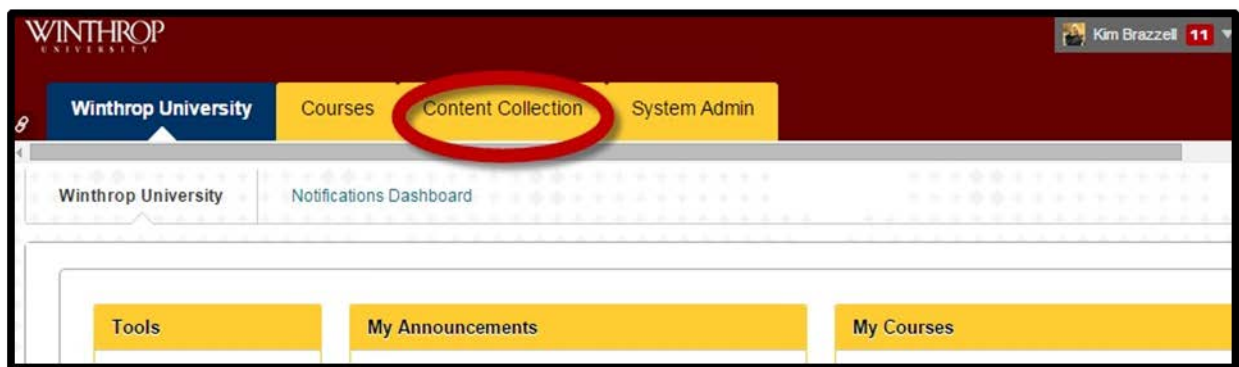 WINTHROP
UNIVERSITY
Kim Brazzell 11
Winthrop University Courses Content Collection System Admin
Winthrop University Notifications Dashboard
Tools My Announcements My Courses